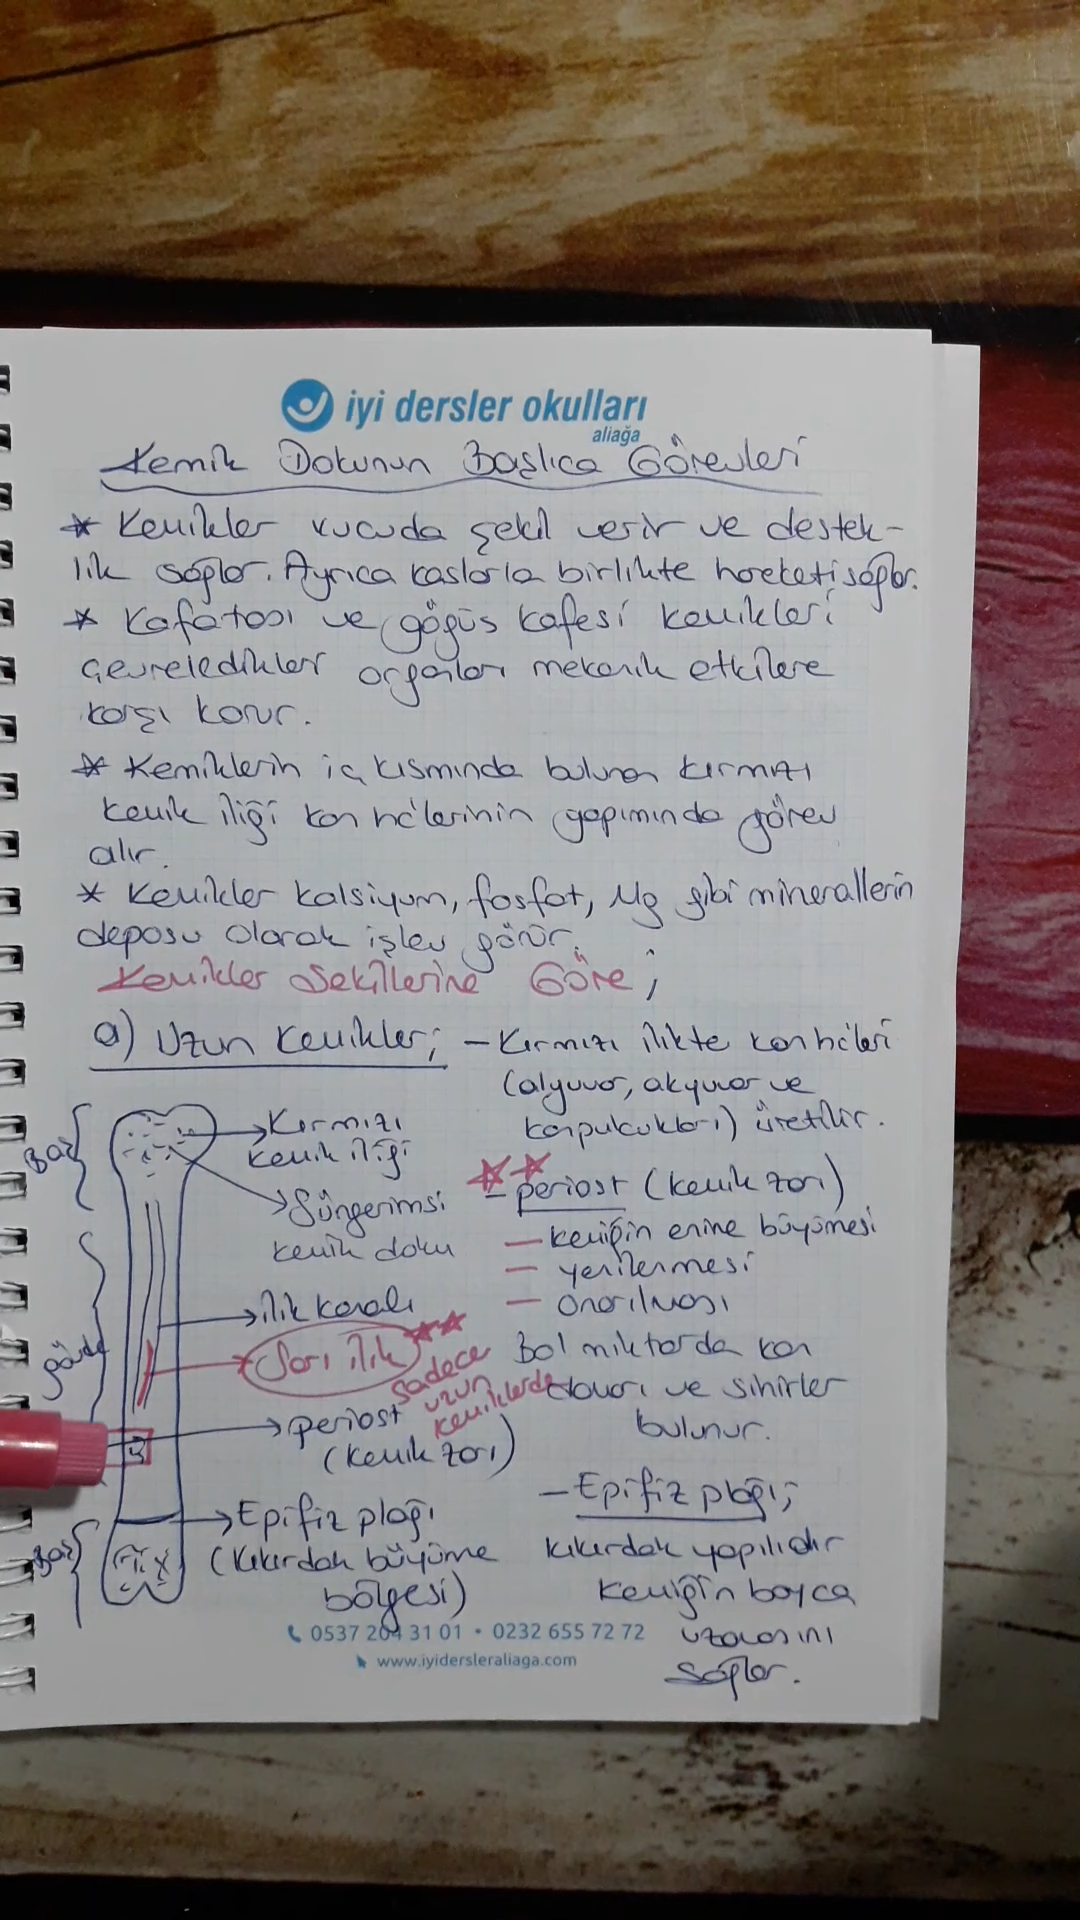 iyi dersler okulları
aliağa
Kemik Dokunun Başlıca Görevleri
* Kemikler vucuda şekil verir ve destek-
lik sağlar. Ayrıca kaslarla birlikte hareketi sağlar.
* Kafatası ve göğüs kafesi kemikleri
çevreledikleri organları mekanik etkilere
karşı korur.
* Kemiklerin iç kısmında bulunan kırmızı
kemik iliği kan hc'lerinin yapımında görev
alır.
* Kemikler kalsiyum, fosfat, Mg gibi minerallerin
deposu olarak işlev görür.
Kemikler Şekillerine Göre;
a) Uzun Kemikler; - Kırmızı ilikte kan hc'leri
(alyuvar, akyuvar ve
kanpulcukları) üretilir.
Baş
Kırmızı
kemik iliği
Süngerimsi
kemik doku
- periost (kemik zarı)
- kemiğin enine büyümesi
- yenilenmesi
- onarılması
Bol miktarda kan
damarı ve sinirler
bulunur.
gövde
ilik kanalı
Sarı ilik
sadece
uzun
kemiklerde
periost
(kemik zarı)
Baş
Epifiz plağı
(kıkırdak büyüme
bölgesi)
- Epifiz plağı;
kıkırdak yapılıdır
kemiğin boyca
uzamasını
sağlar.
0537 204 31 01 • 0232 655 72 72
www.iyidersleraliaga.com